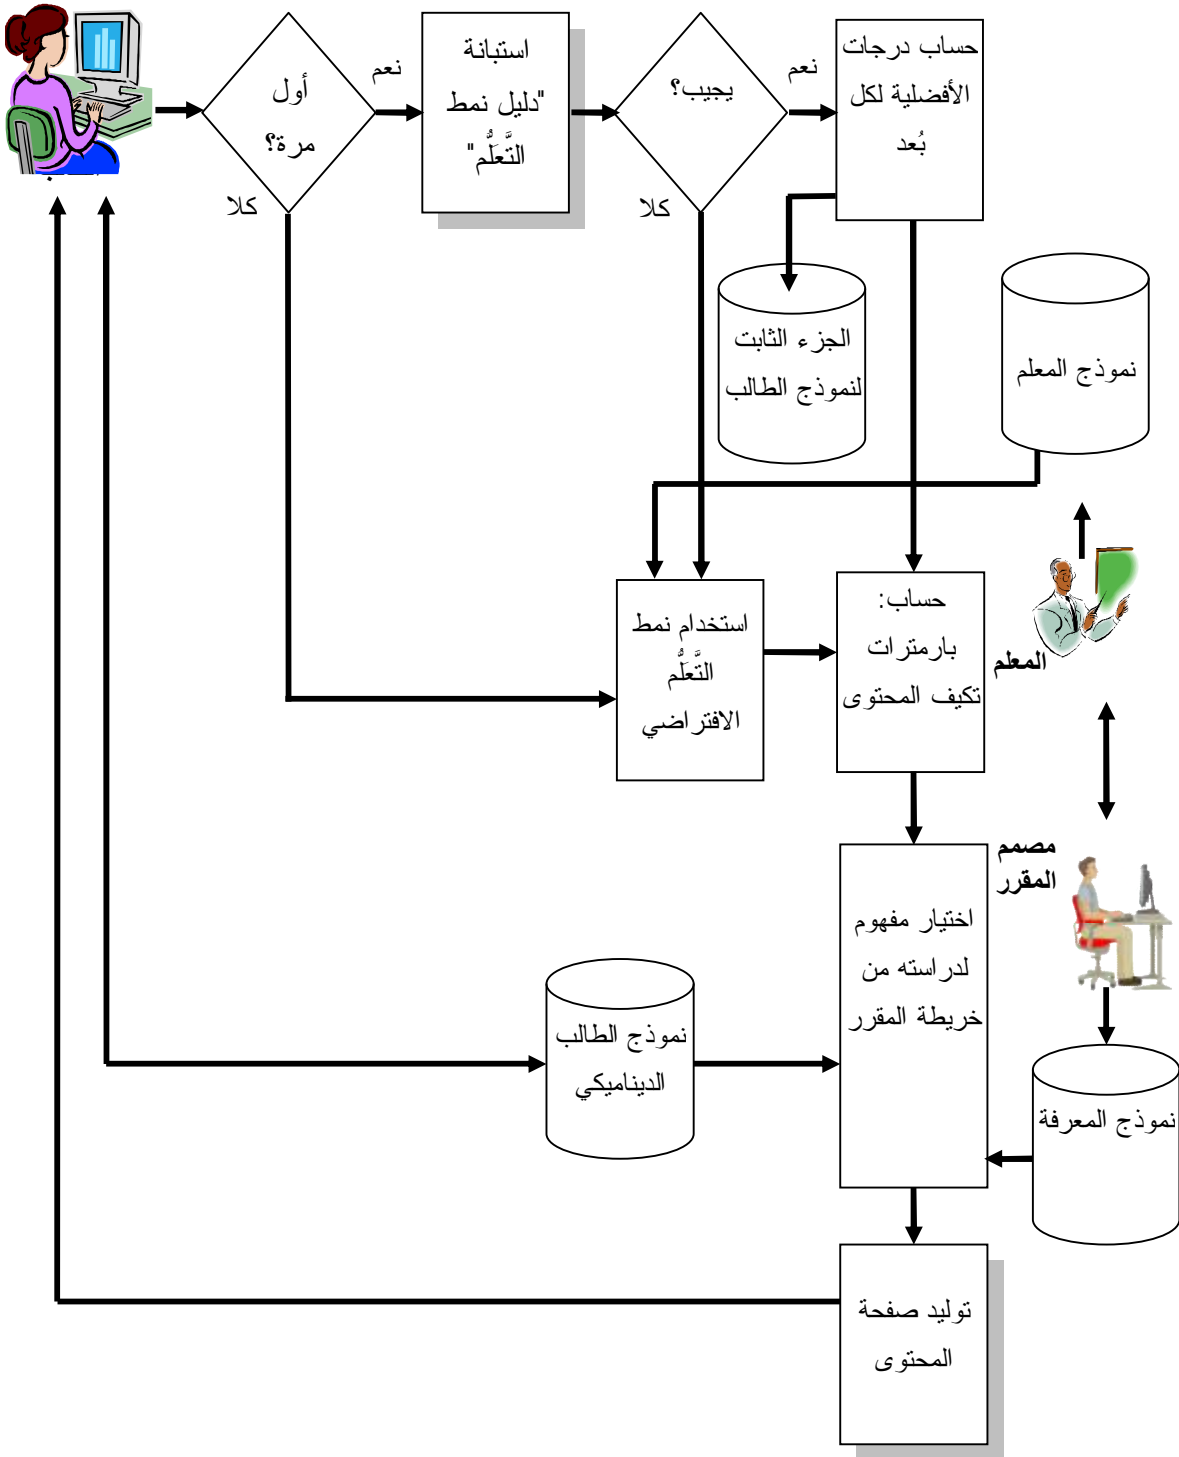 أول
مرة؟
نعم
كلا
استبانة
"دليل نمط
التَّعَلُّم"
يجيب؟
نعم
كلا
حساب درجات
الأفضلية لكل
بُعد
الجزء الثابت
لنموذج الطالب
نموذج المعلم
استخدام نمط
التَّعَلُّم
الافتراضي
حساب:
بارمترات
تكيف المحتوى
المعلم
مصمم
المقرر
اختيار مفهوم
لدراسته من
خريطة المقرر
نموذج الطالب
الديناميكي
نموذج المعرفة
توليد صفحة
المحتوى